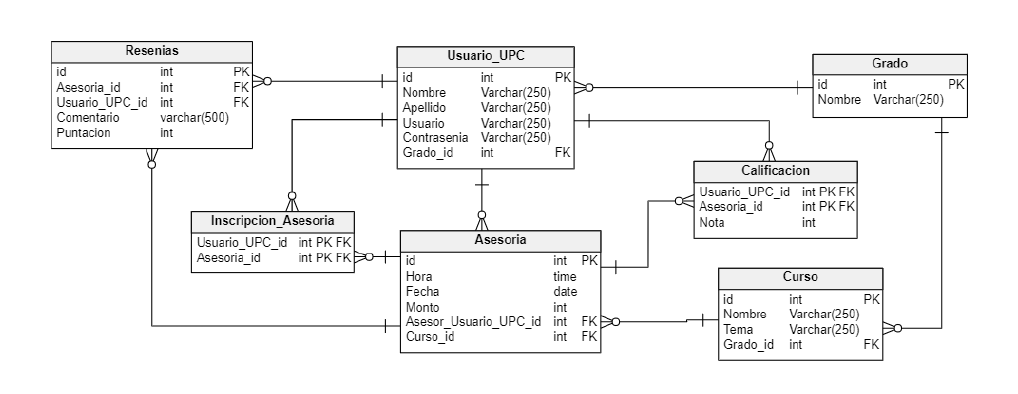 Resenias
id int PK
Asesoria_id int FK
Usuario_UPC_id int FK
Comentario varchar(500)
Puntacion int
Usuario_UPC
id int PK
Nombre Varchar(250)
Apellido Varchar(250)
Usuario Varchar(250)
Contrasenia Varchar(250)
Grado_id int FK
Grado
id int PK
Nombre Varchar(250)
Calificacion
Usuario_UPC_id int PK FK
Asesoria_id int PK FK
Nota int
Inscripcion_Asesoria
Usuario_UPC_id int PK FK
Asesoria_id int PK FK
Asesoria
id int PK
Hora time
Fecha date
Monto int
Asesor_Usuario_UPC_id int FK
Curso_id int FK
Curso
id int PK
Nombre Varchar(250)
Tema Varchar(250)
Grado_id int FK